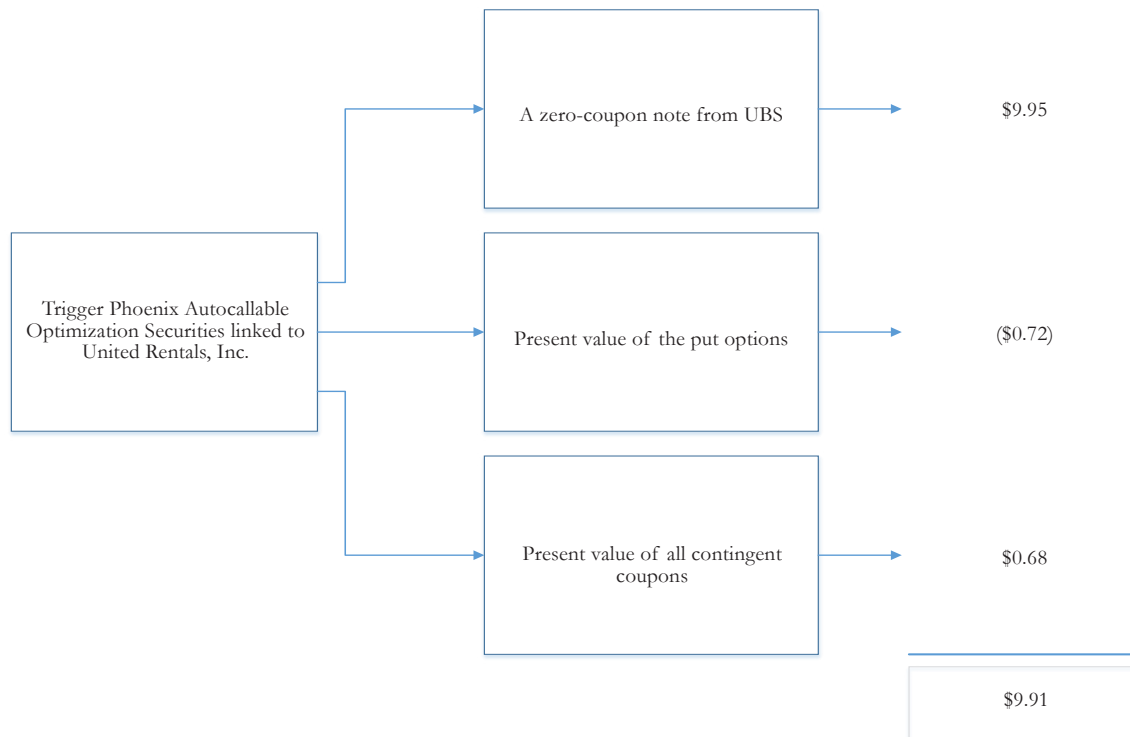 A zero-coupon note from UBS
$9.95
Trigger Phoenix Autocallable
Optimization Securities linked to
United Rentals, Inc.
Present value of the put options
($0.72)
Present value of all contingent
coupons
$0.68
$9.91